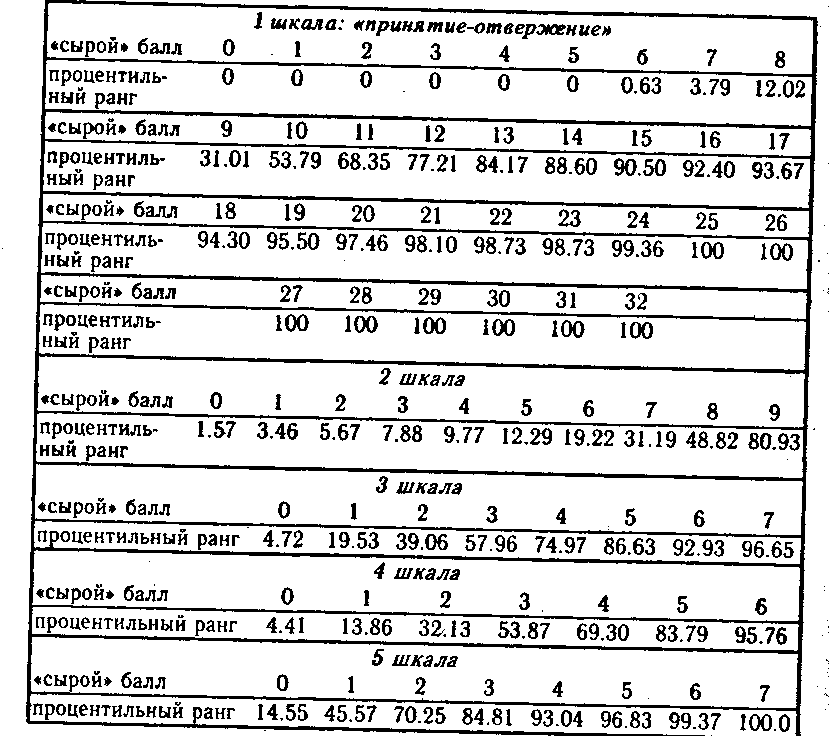 1 шкала: «принятие-отвержение»
«сырой» балл 0 1 2 3 4 5 6 7 8
процентиль- 0 0 0 0 0 0 0.63 3.79 12.02
ный ранг
«сырой» балл 9 10 11 12 13 14 15 16 17
процентиль- 31.01 53.79 68.35 77.21 84.17 88.60 90.50 92.40 93.67
ный ранг
«сырой» балл 18 19 20 21 22 23 24 25 26
процентиль- 94.30 95.50 97.46 98.10 98.73 98.73 99.36 100 100
ный ранг
«сырой» балл 27 28 29 30 31 32
процентиль- 100 100 100 100 100 100
ный ранг
2 шкала
«сырой» балл 0 1 2 3 4 5 6 7 8 9
процентиль- 1.57 3.46 5.67 7.88 9.77 12.29 19.22 31.19 48.82 80.93
ный ранг
3 шкала
«сырой» балл 0 1 2 3 4 5 6 7
процентильный ранг 4.72 19.53 39.06 57.96 74.97 86.63 92.93 96.65
4 шкала
«сырой» балл 0 1 2 3 4 5 6
процентильный ранг 4.41 13.86 32.13 53.87 69.30 83.79 95.76
5 шкала
«сырой» балл 0 1 2 3 4 5 6 7
процентильный ранг 14.55 45.57 70.25 84.81 93.04 96.83 99.37 100.0